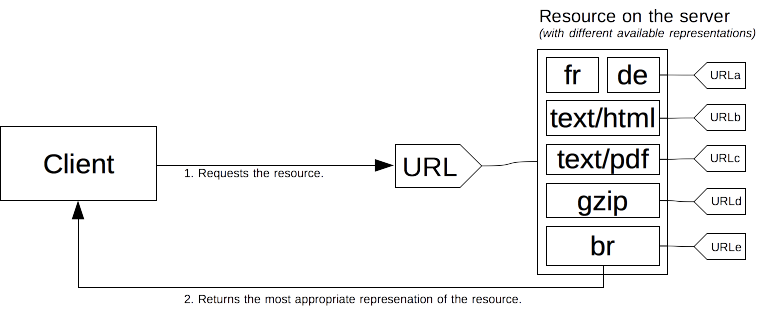 Resource on the server
(with different available representations)
fr
de
URLa
text/html
URLb
Client
1. Requests the resource.
URL
text/pdf
URLc
gzip
URLd
br
URLe
2. Returns the most appropriate represenation of the resource.